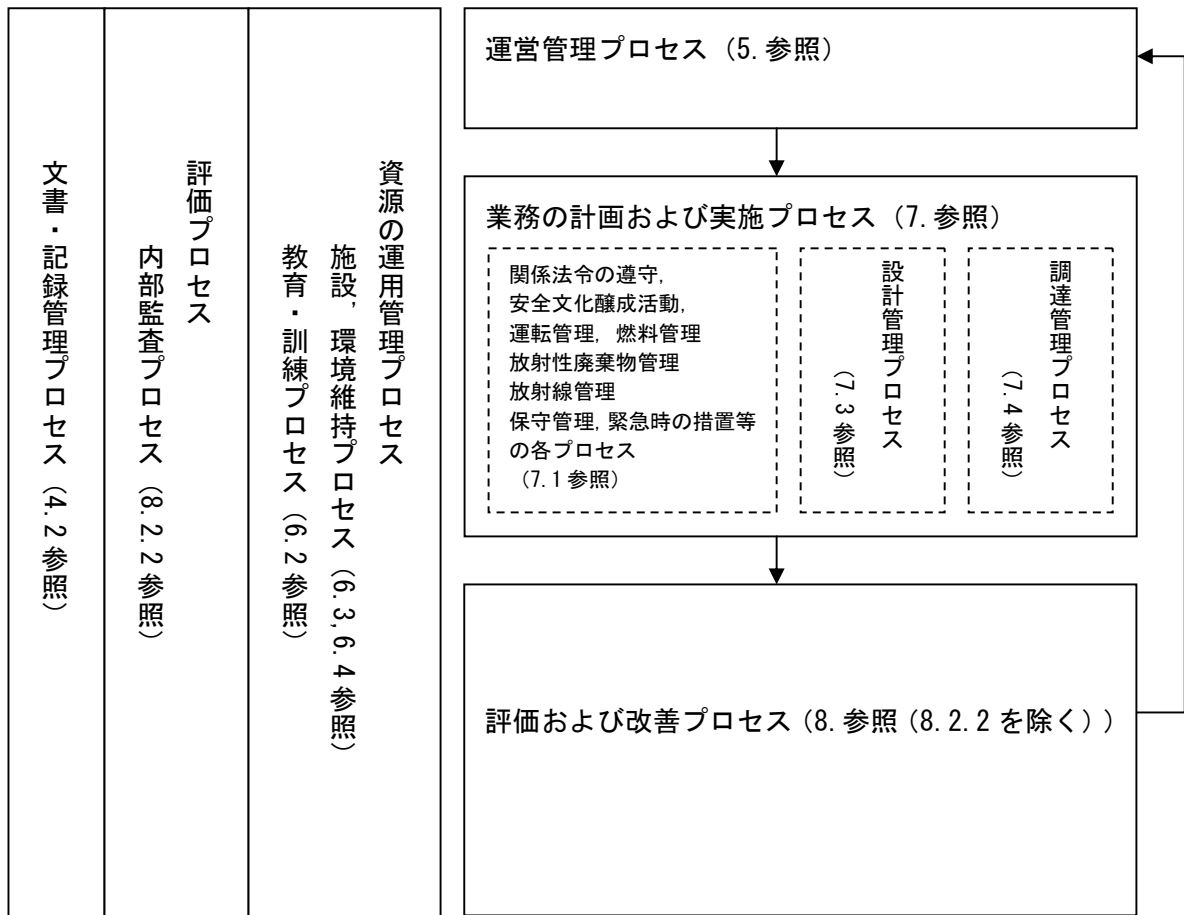 運営管理プロセス（5.参照）
業務の計画および実施プロセス（7.参照）
関係法令の遵守，
安全文化醸成活動，
運転管理，燃料管理
放射性廃棄物管理
放射線管理
保守管理，緊急時の措置等
の各プロセス
（7.1参照）
設計管理プロセス
（7.3参照）
調達管理プロセス
（7.4参照）
評価および改善プロセス（8.参照（8.2.2を除く））
資源の運用管理プロセス
施設，環境維持プロセス（6.3,6.4参照）
教育・訓練プロセス（6.2参照）
評価プロセス
内部監査プロセス（8.2.2参照）
文書・記録管理プロセス（4.2参照）